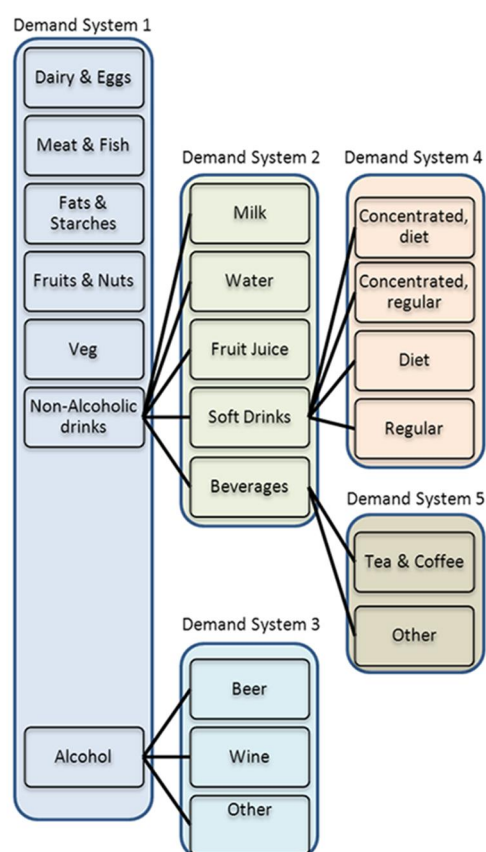 Demand System 1
Dairy & Eggs
Meat & Fish
Fats &
Starches
Fruits & Nuts
Veg
Non-Alcoholic
drinks
Alcohol
Demand System 2
Milk
Water
Fruit Juice
Soft Drinks
Beverages
Demand System 4
Concentrated,
diet
Concentrated,
regular
Diet
Regular
Demand System 5
Tea & Coffee
Other
Demand System 3
Beer
Wine
Other